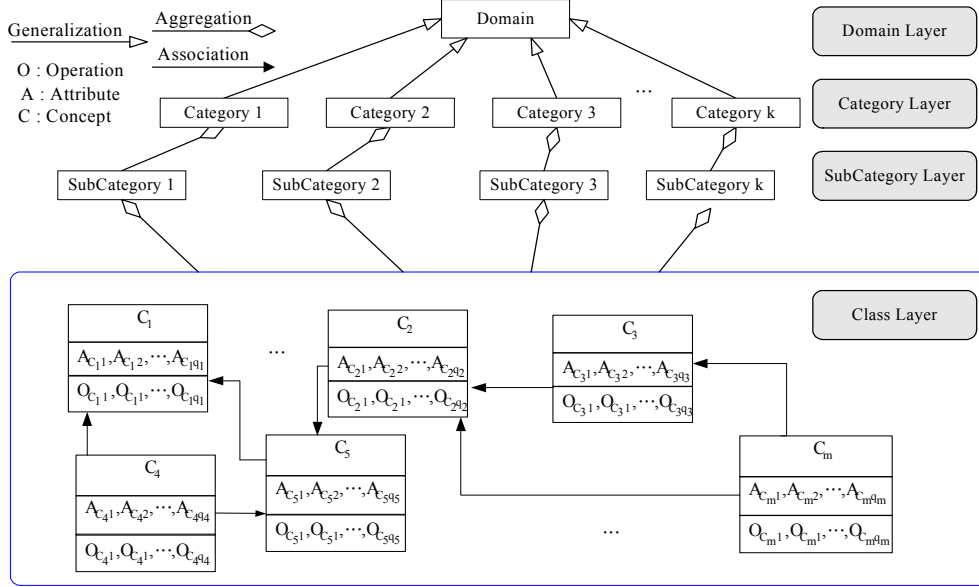 Generalization
Aggregation
Association
O : Operation
A : Attribute
C : Concept
Domain
Domain Layer
Category 1
Category 2
Category 3
...
Category k
Category Layer
SubCategory 1
SubCategory 2
SubCategory 3
SubCategory k
SubCategory Layer
Class Layer
C1
AC11,AC12,···,AC1q1
OC11,OC11,···,OC1q1
...
C2
AC21,AC22,···,AC2q2
OC21,OC21,···,OC2q2
C3
AC31,AC32,···,AC3q3
OC31,OC31,···,OC3q3
C4
AC41,AC42,···,AC4q4
OC41,OC41,···,OC4q4
C5
AC51,AC52,···,AC5q5
OC51,OC51,···,OC5q5
...
Cm
ACm1,ACm2,···,ACmqm
OCm1,OCm1,···,OCmqm